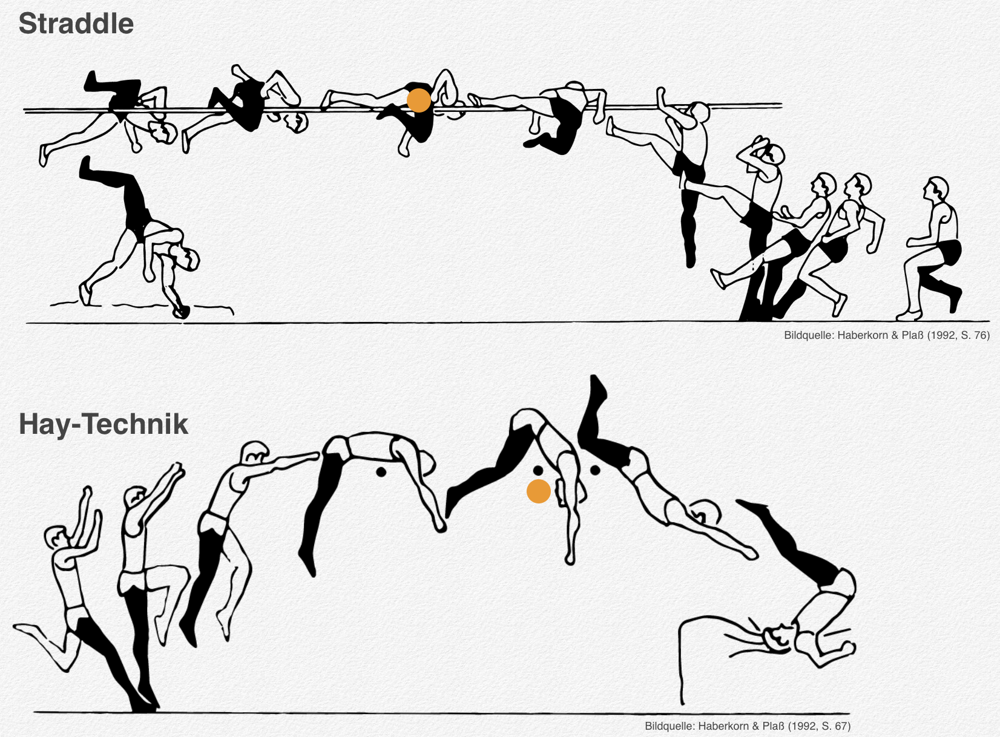 Straddle
Bildquelle: Haberkorn & Plaß (1992, S. 76)
Hay-Technik
Bildquelle: Haberkorn & Plaß (1992, S. 67)